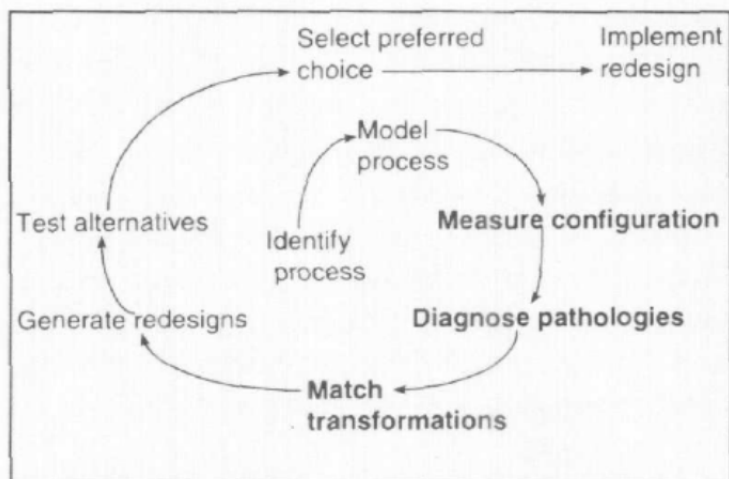 Select preferred
choice
Implement
redesign
Model
process
Test alternatives
Identify
process
Measure configuration
Generate redesigns
Diagnose pathologies
Match
transformations